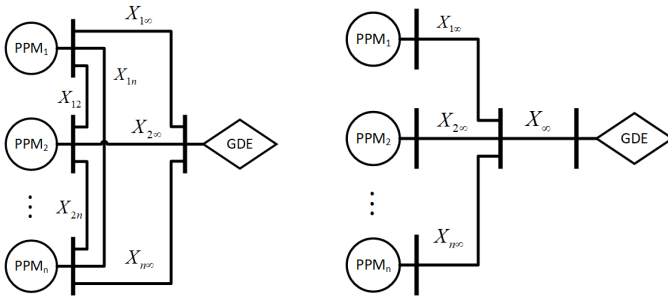 X₁∞
PPM₁
X₁ₙ
X₁₂
PPM₂
X₂∞
GDE
⋮
X₂ₙ
PPMₙ
Xₙ∞
X₁∞
PPM₁
PPM₂
X₂∞
X∞
GDE
⋮
Xₙ∞
PPMₙ